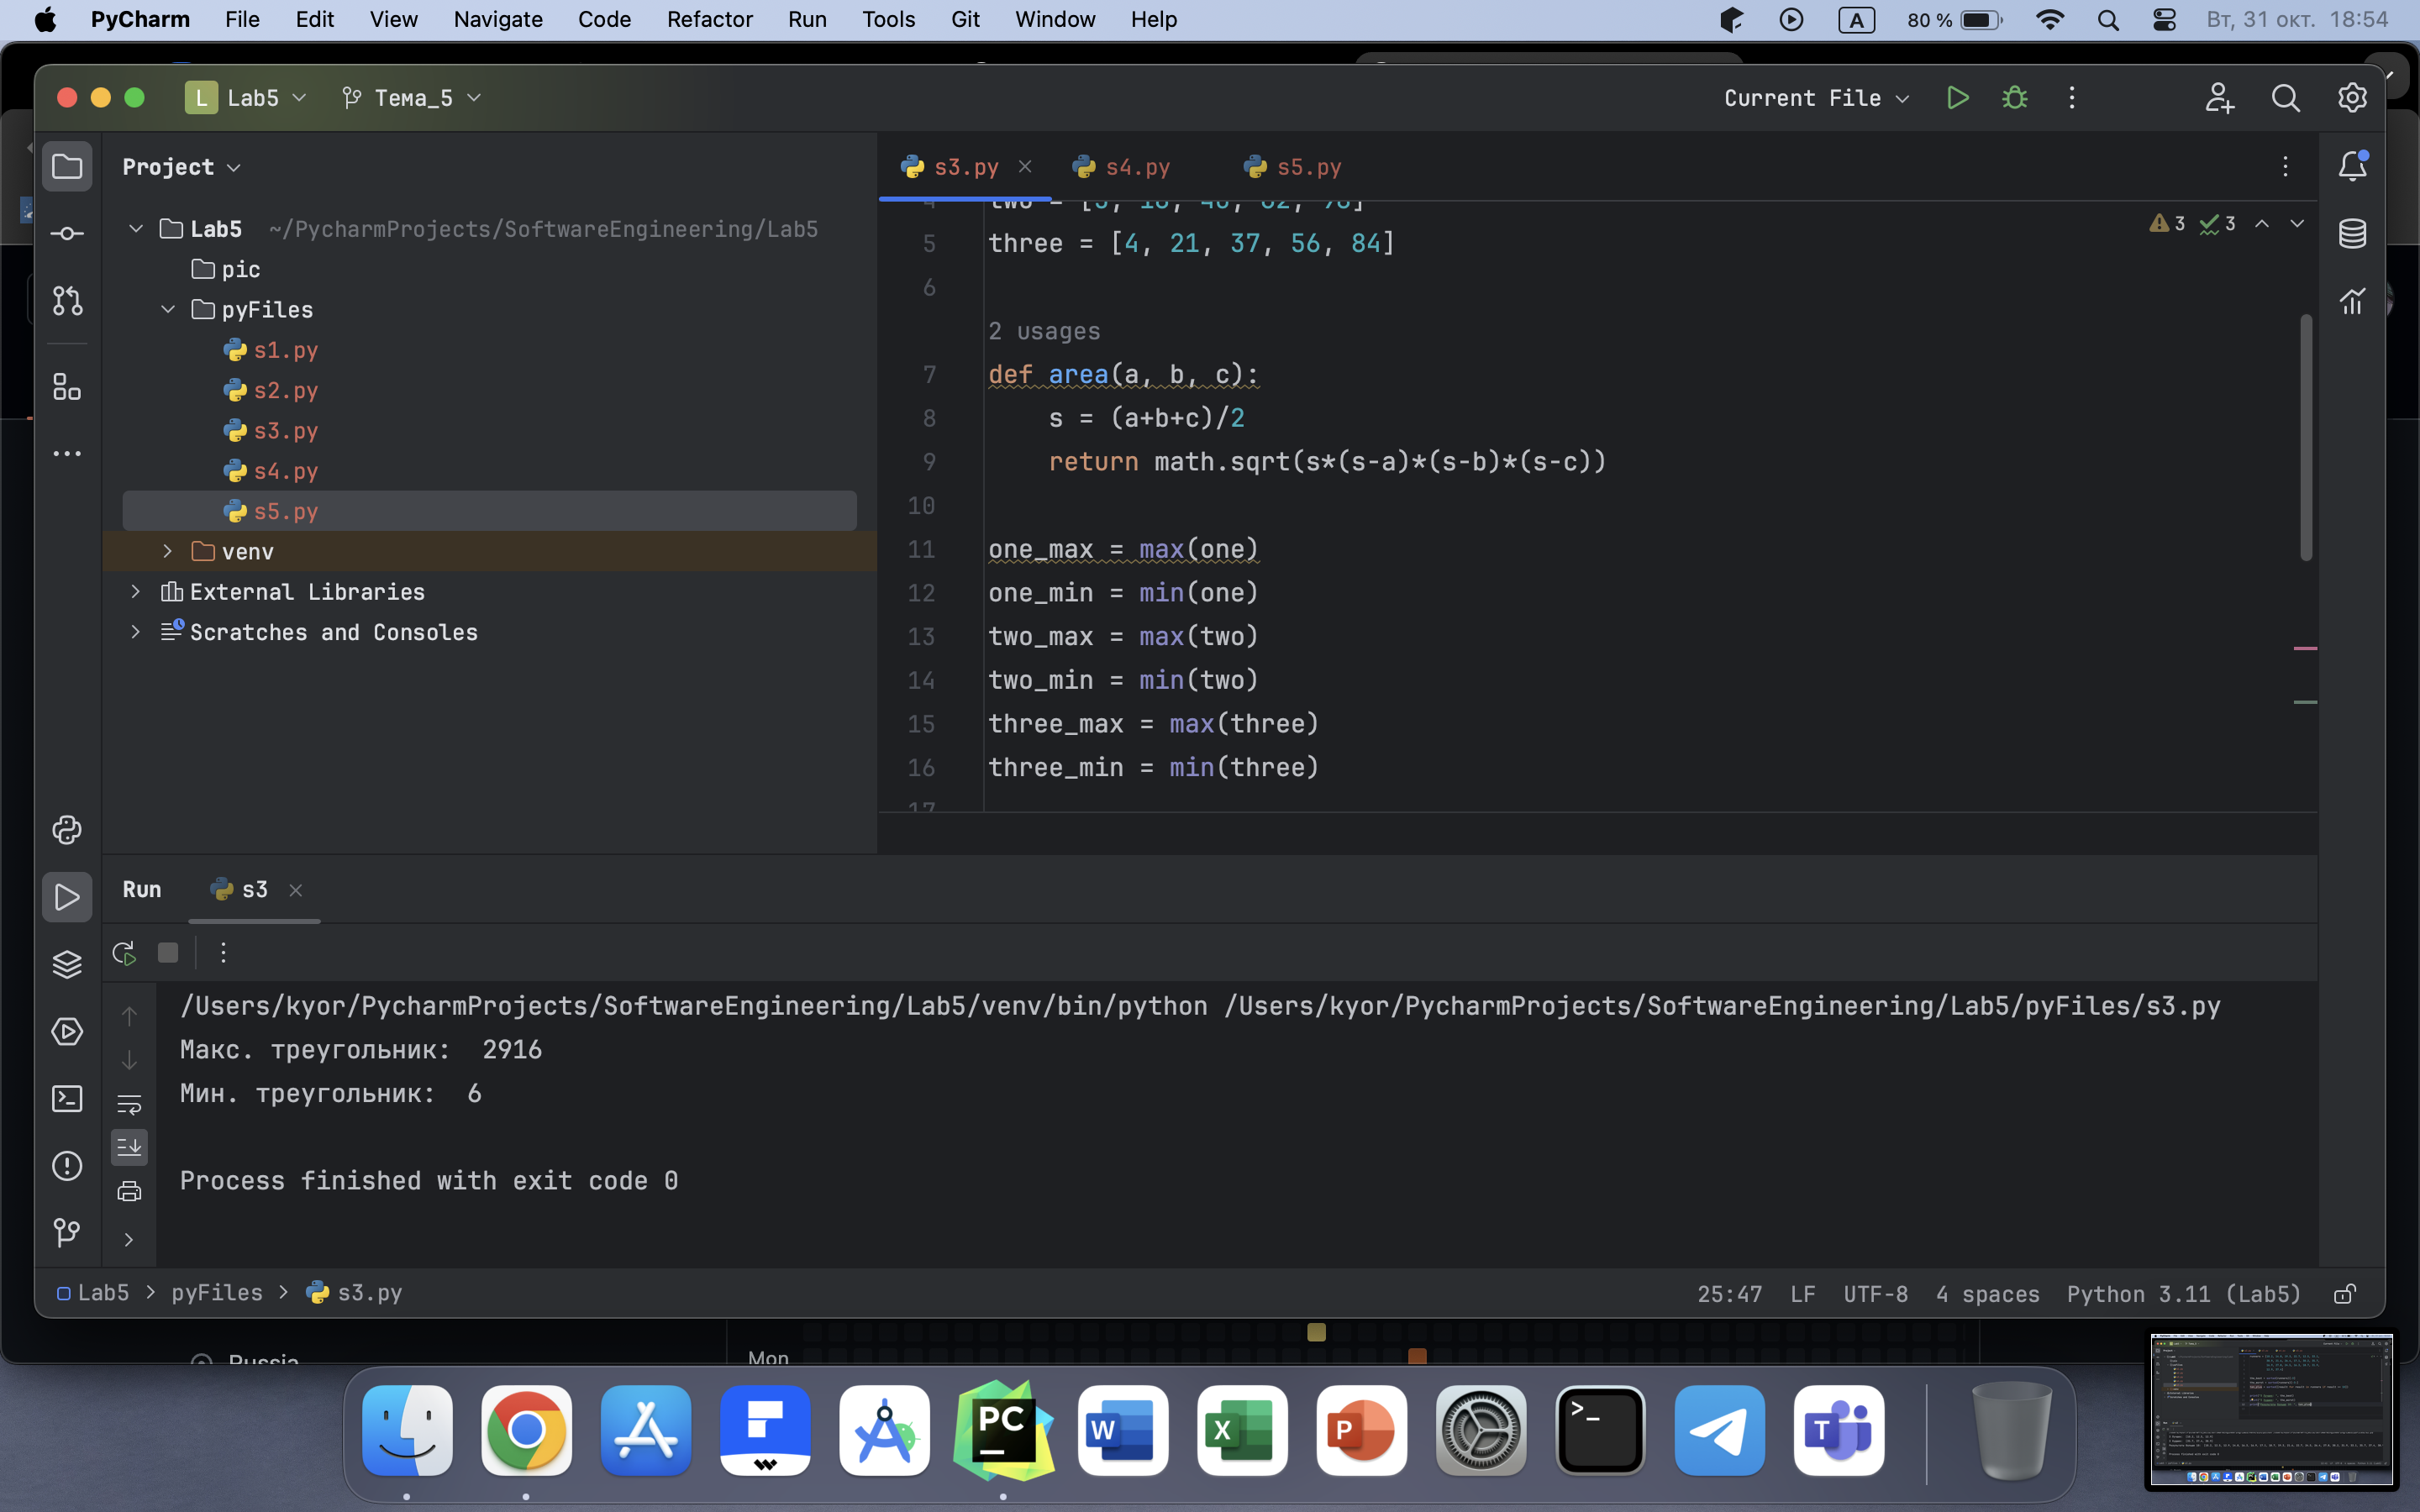 PyCharm File Edit View Navigate Code Refactor Run Tools Git Window Help A 80 % Вт, 31 окт. 18:54
L Lab5 Тема_5 Current File
Project
s3.py s4.py s5.py
Lab5 ~/PycharmProjects/SoftwareEngineering/Lab5
pic
pyFiles
s1.py
s2.py
s3.py
s4.py
s5.py
venv
External Libraries
Scratches and Consoles
3 3
5 three = [4, 21, 37, 56, 84]
6
2 usages
7 def area(a, b, c):
8 s = (a+b+c)/2
9 return math.sqrt(s*(s-a)*(s-b)*(s-c))
10
11 one_max = max(one)
12 one_min = min(one)
13 two_max = max(two)
14 two_min = min(two)
15 three_max = max(three)
16 three_min = min(three)
17
Run s3
/Users/kyor/PycharmProjects/SoftwareEngineering/Lab5/venv/bin/python /Users/kyor/PycharmProjects/SoftwareEngineering/Lab5/pyFiles/s3.py
Макс. треугольник: 2916
Мин. треугольник: 6
Process finished with exit code 0
Lab5 > pyFiles > s3.py 25:47 LF UTF-8 4 spaces Python 3.11 (Lab5)
Russia Mon
PC W X P >_ T